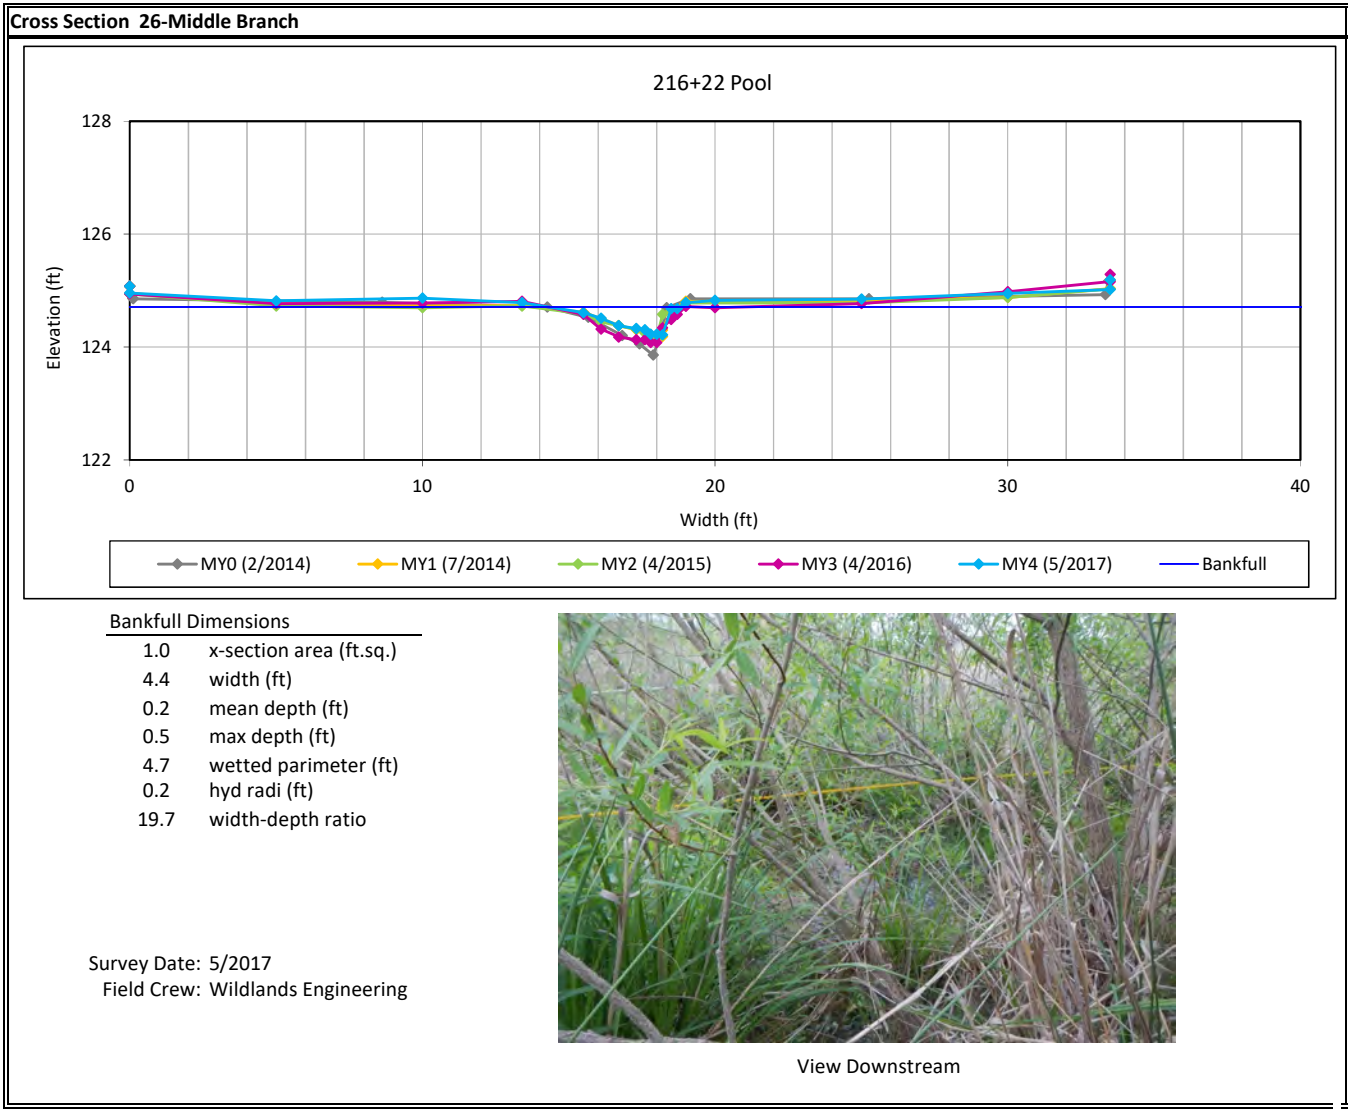 Cross Section 26-Middle Branch
216+22 Pool
128
126
124
122
Elevation (ft)
0 10 20 30 40
Width (ft)
MY0 (2/2014) MY1 (7/2014) MY2 (4/2015) MY3 (4/2016) MY4 (5/2017) Bankfull
Bankfull Dimensions
1.0 x-section area (ft.sq.)
4.4 width (ft)
0.2 mean depth (ft)
0.5 max depth (ft)
4.7 wetted parimeter (ft)
0.2 hyd radi (ft)
19.7 width-depth ratio
Survey Date: 5/2017
Field Crew: Wildlands Engineering
View Downstream